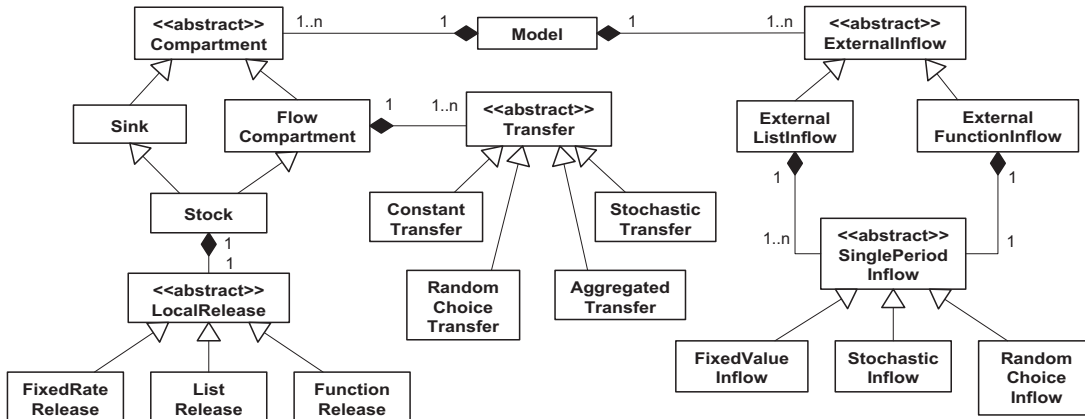 <<abstract>>
Compartment
1..n
1
Model
1
1..n
<<abstract>>
ExternalInflow
Sink
Flow
Compartment
1
1..n
<<abstract>>
Transfer
External
ListInflow
External
FunctionInflow
1
1
Stock
1
1
Constant
Transfer
Stochastic
Transfer
1..n
<<abstract>>
SinglePeriod
Inflow
1
<<abstract>>
LocalRelease
Random
Choice
Transfer
Aggregated
Transfer
FixedRate
Release
List
Release
Function
Release
FixedValue
Inflow
Stochastic
Inflow
Random
Choice
Inflow